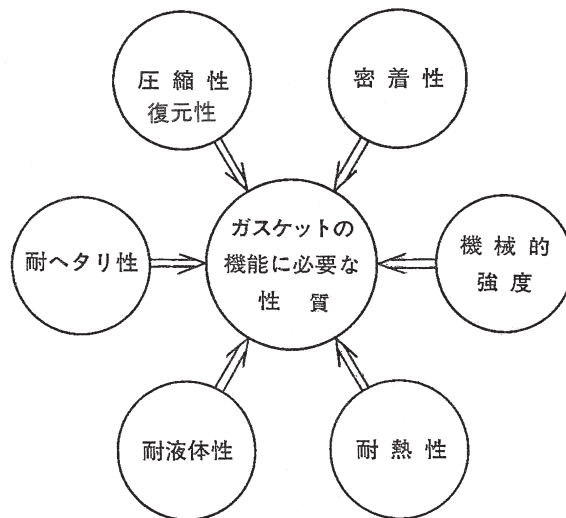 圧縮性
復元性
密着性
耐ヘタリ性
ガスケットの
機能に必要な
性質
機械的
強度
耐液体性
耐熱性